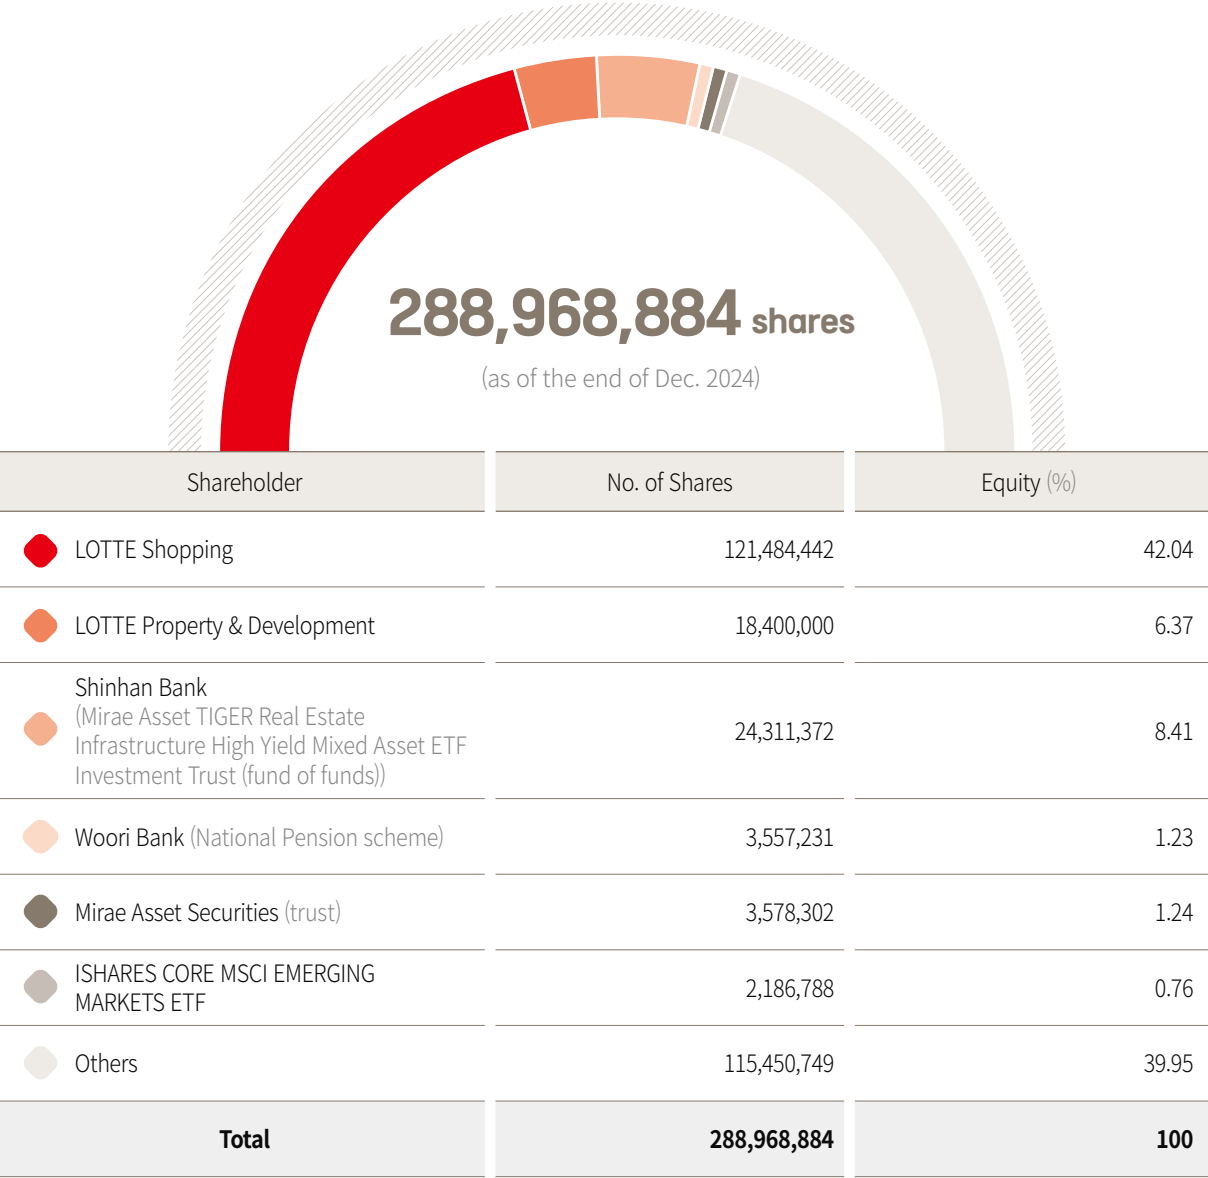 288,968,884 shares
(as of the end of Dec. 2024)
Shareholder No. of Shares Equity (%)
LOTTE Shopping 121,484,442 42.04
LOTTE Property & Development 18,400,000 6.37
Shinhan Bank
(Mirae Asset TIGER Real Estate
Infrastructure High Yield Mixed Asset ETF
Investment Trust (fund of funds))
24,311,372 8.41
Woori Bank (National Pension scheme) 3,557,231 1.23
Mirae Asset Securities (trust) 3,578,302 1.24
ISHARES CORE MSCI EMERGING
MARKETS ETF
2,186,788 0.76
Others 115,450,749 39.95
Total 288,968,884 100